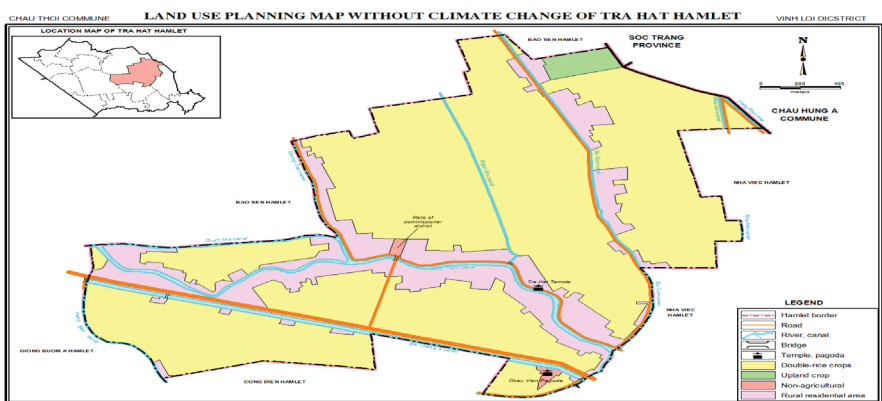 CHAU THOI COMMUNE
LAND USE PLANNING MAP WITHOUT CLIMATE CHANGE OF TRA HAT HAMLET
VINH LOI DICSTRICT
LOCATION MAP OF TRA HAT HAMLET
BAO SEN HAMLET
SOC TRANG
PROVINCE
N
0 200 400
meters
CHAU HUNG A
COMMUNE
NHA VIEC HAMLET
BAO SEN HAMLET
Rells of
commissioner
district
Tra Hat Temple
NHA VIEC
HAMLET
GIONG BUOM A HAMLET
CONG DIEN HAMLET
Chau Vien Pagoda
LEGEND
Hamlet border
Road
River, canal
Bridge
Temple, pagoda
Double-rice crops
Upland crop
Non-agricultural
Rural residential area